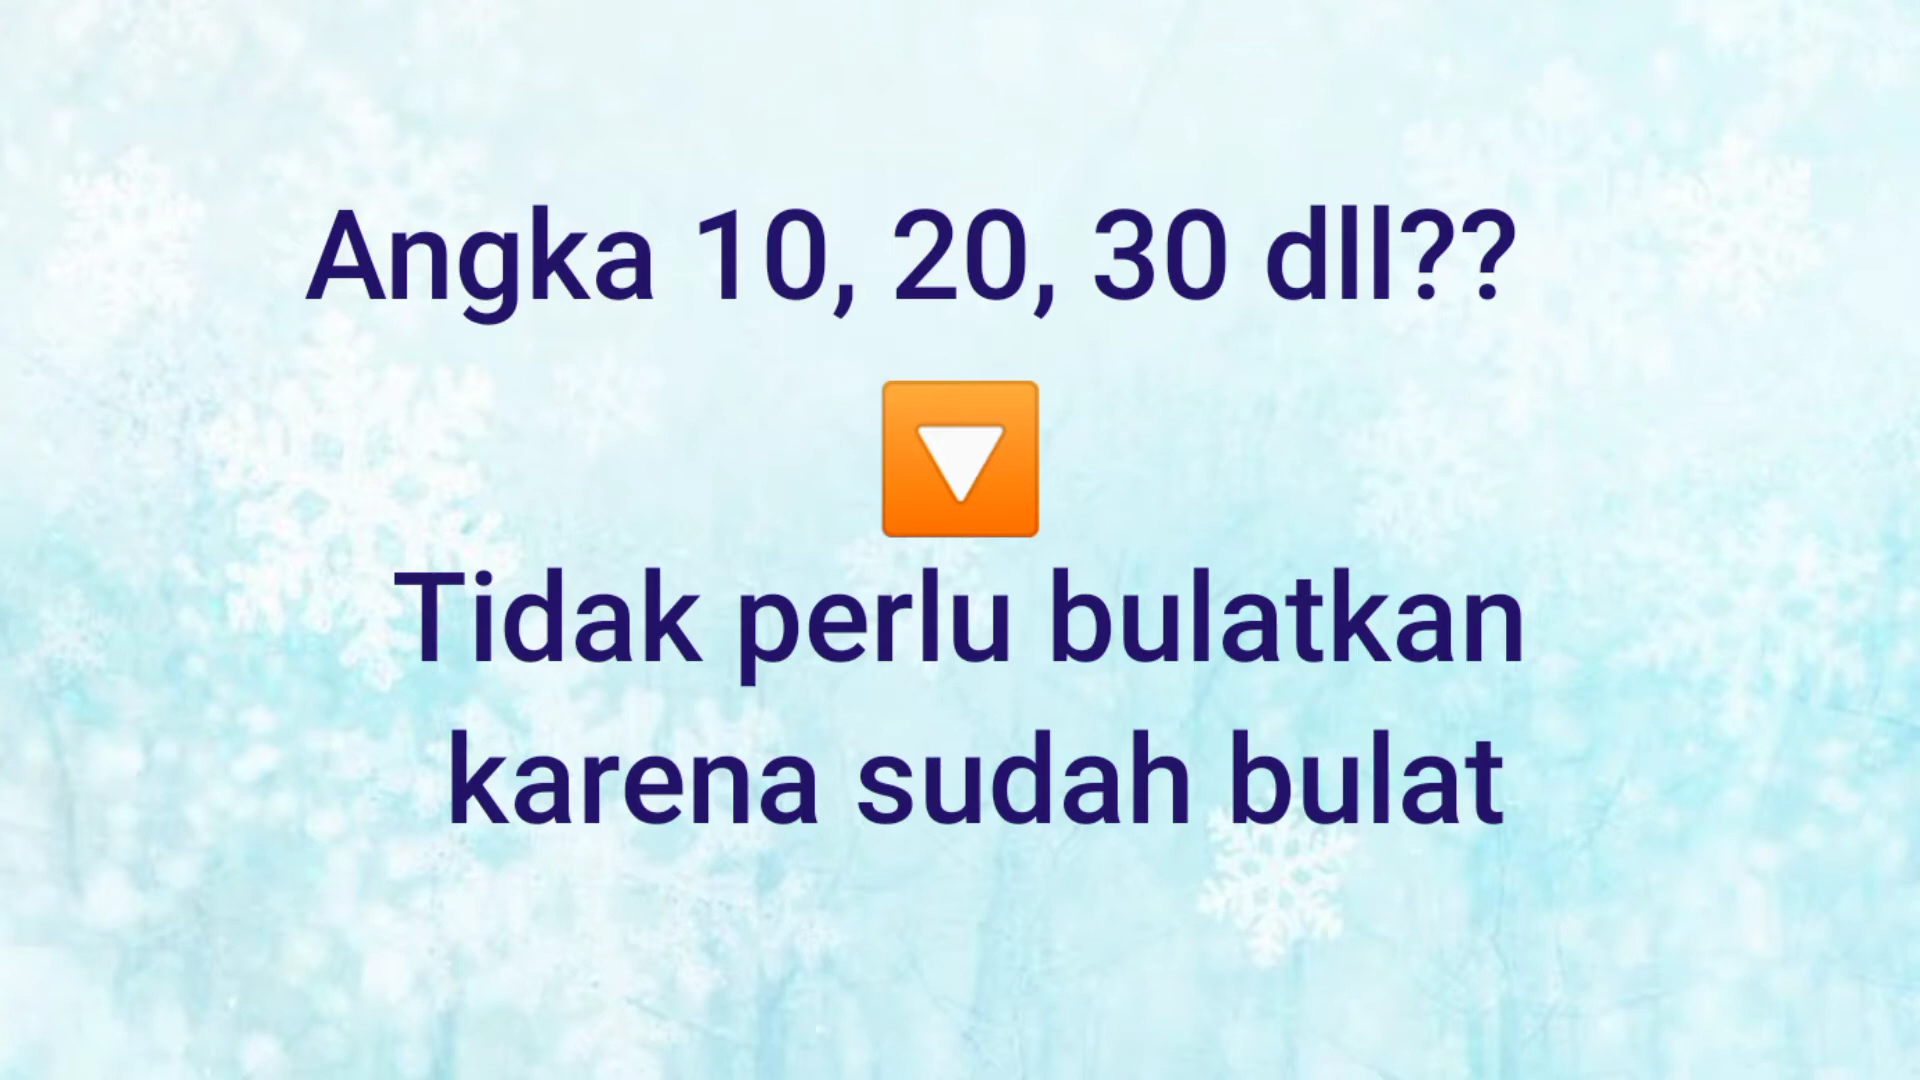 Angka 10, 20, 30 dll??
Tidak perlu bulatkan
karena sudah bulat